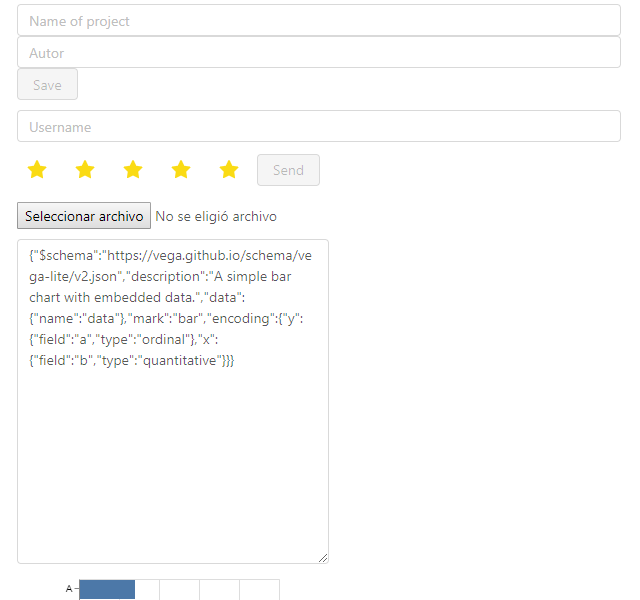 Name of project
Autor
Save
Username
Send
Seleccionar archivo No se eligió archivo
{"$schema":"https://vega.github.io/schema/ve
ga-lite/v2.json","description":"A simple bar
chart with embedded data.","data":
{"name":"data"},"mark":"bar","encoding":{"y":
{"field":"a","type":"ordinal"},"x":
{"field":"b","type":"quantitative"}}}
A